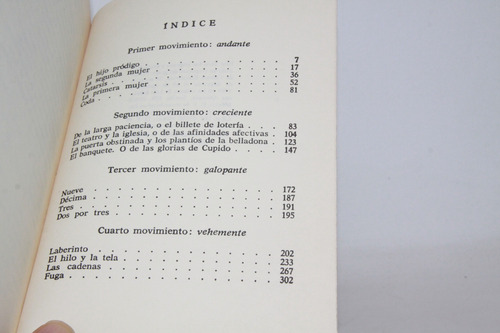 ÍNDICE
Primer movimiento: andante
El hijo pródigo . . . . . . . . . . 7
La segunda mujer . . . . . . . . . . 17
Catarsis . . . . . . . . . . 36
La primera mujer . . . . . . . . . . 52
Coda . . . . . . . . . . 81
Segundo movimiento: creciente
De la larga paciencia, o el billete de lotería . . . . 83
El teatro y la iglesia, o de las afinidades afectivas . 104
La puerta obstinada y los plantíos de la belladona . 123
El banquete. O de las glorias de Cupido . . . . 147
Tercer movimiento: galopante
Nueve . . . . . . . . . . 172
Décima . . . . . . . . . . 187
Tres . . . . . . . . . . 191
Dos por tres . . . . . . . . . . 195
Cuarto movimiento: vehemente
Laberinto . . . . . . . . . . 202
El hilo y la tela . . . . . . . . . . 233
Las cadenas . . . . . . . . . . 267
Fuga . . . . . . . . . . 302